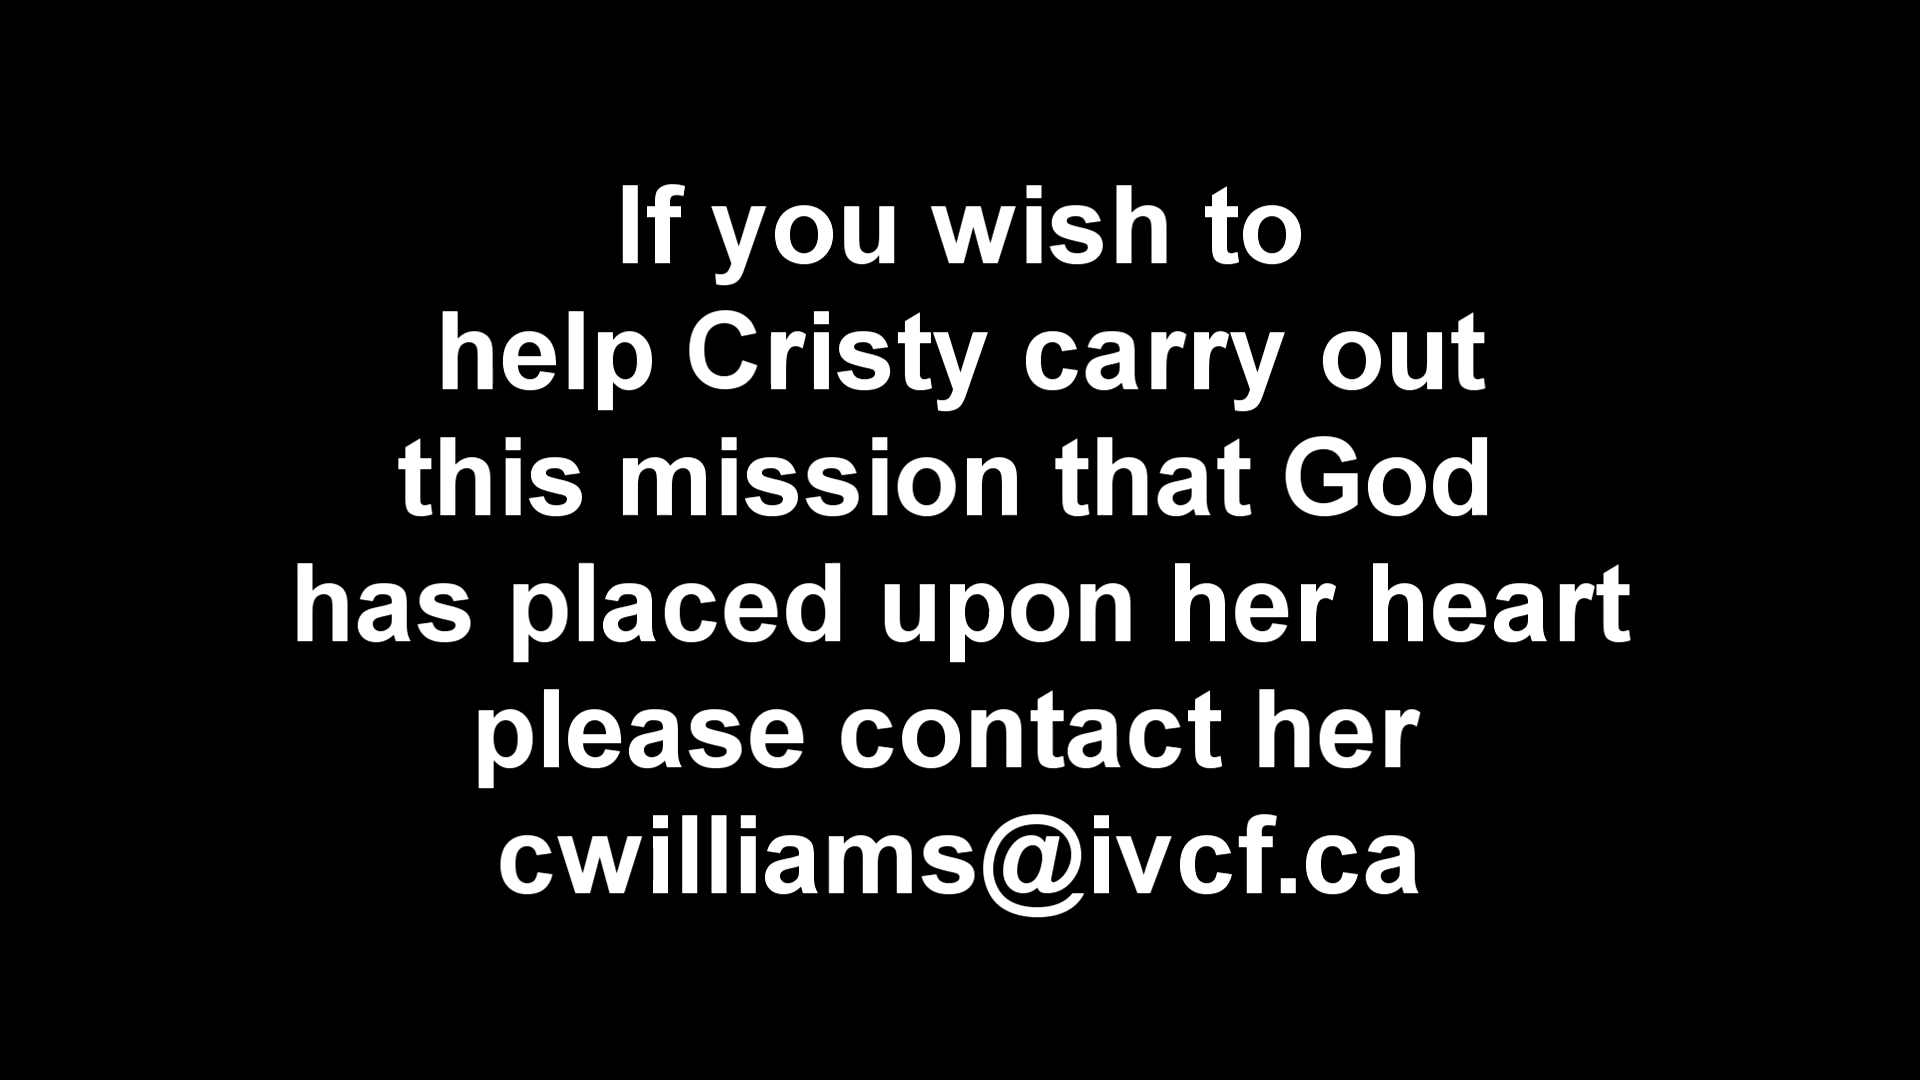 If you wish to
help Cristy carry out
this mission that God
has placed upon her heart
please contact her
cwilliams@ivcf.ca